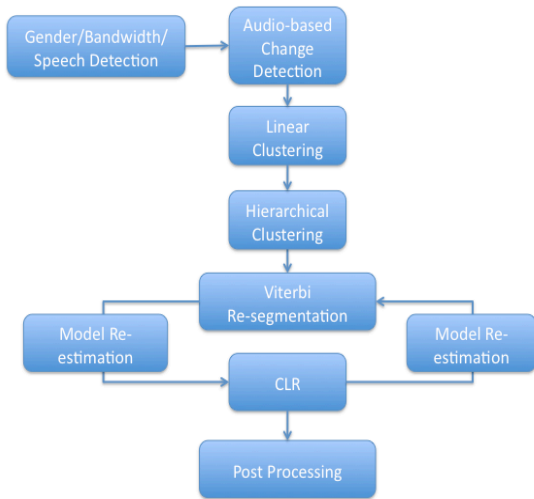 Gender/Bandwidth/
Speech Detection
Audio-based
Change
Detection
Linear
Clustering
Hierarchical
Clustering
Viterbi
Re-segmentation
Model Re-
estimation
Model Re-
estimation
CLR
Post Processing